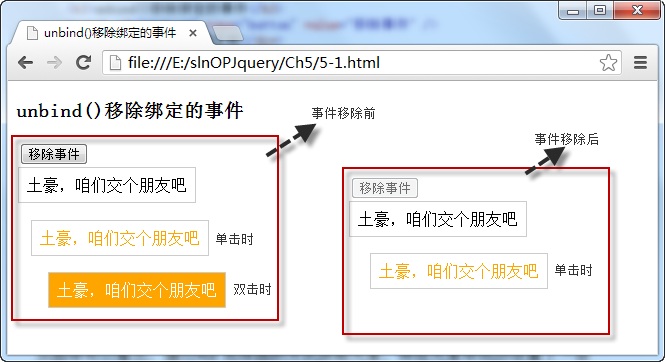 unbind()移除绑定的事件
file:///E:/slnOPJquery/Ch5/5-1.html
unbind()移除绑定的事件
事件移除前
移除事件
土豪，咱们交个朋友吧
土豪，咱们交个朋友吧 单击时
土豪，咱们交个朋友吧 双击时
事件移除后
移除事件
土豪，咱们交个朋友吧
土豪，咱们交个朋友吧 单击时